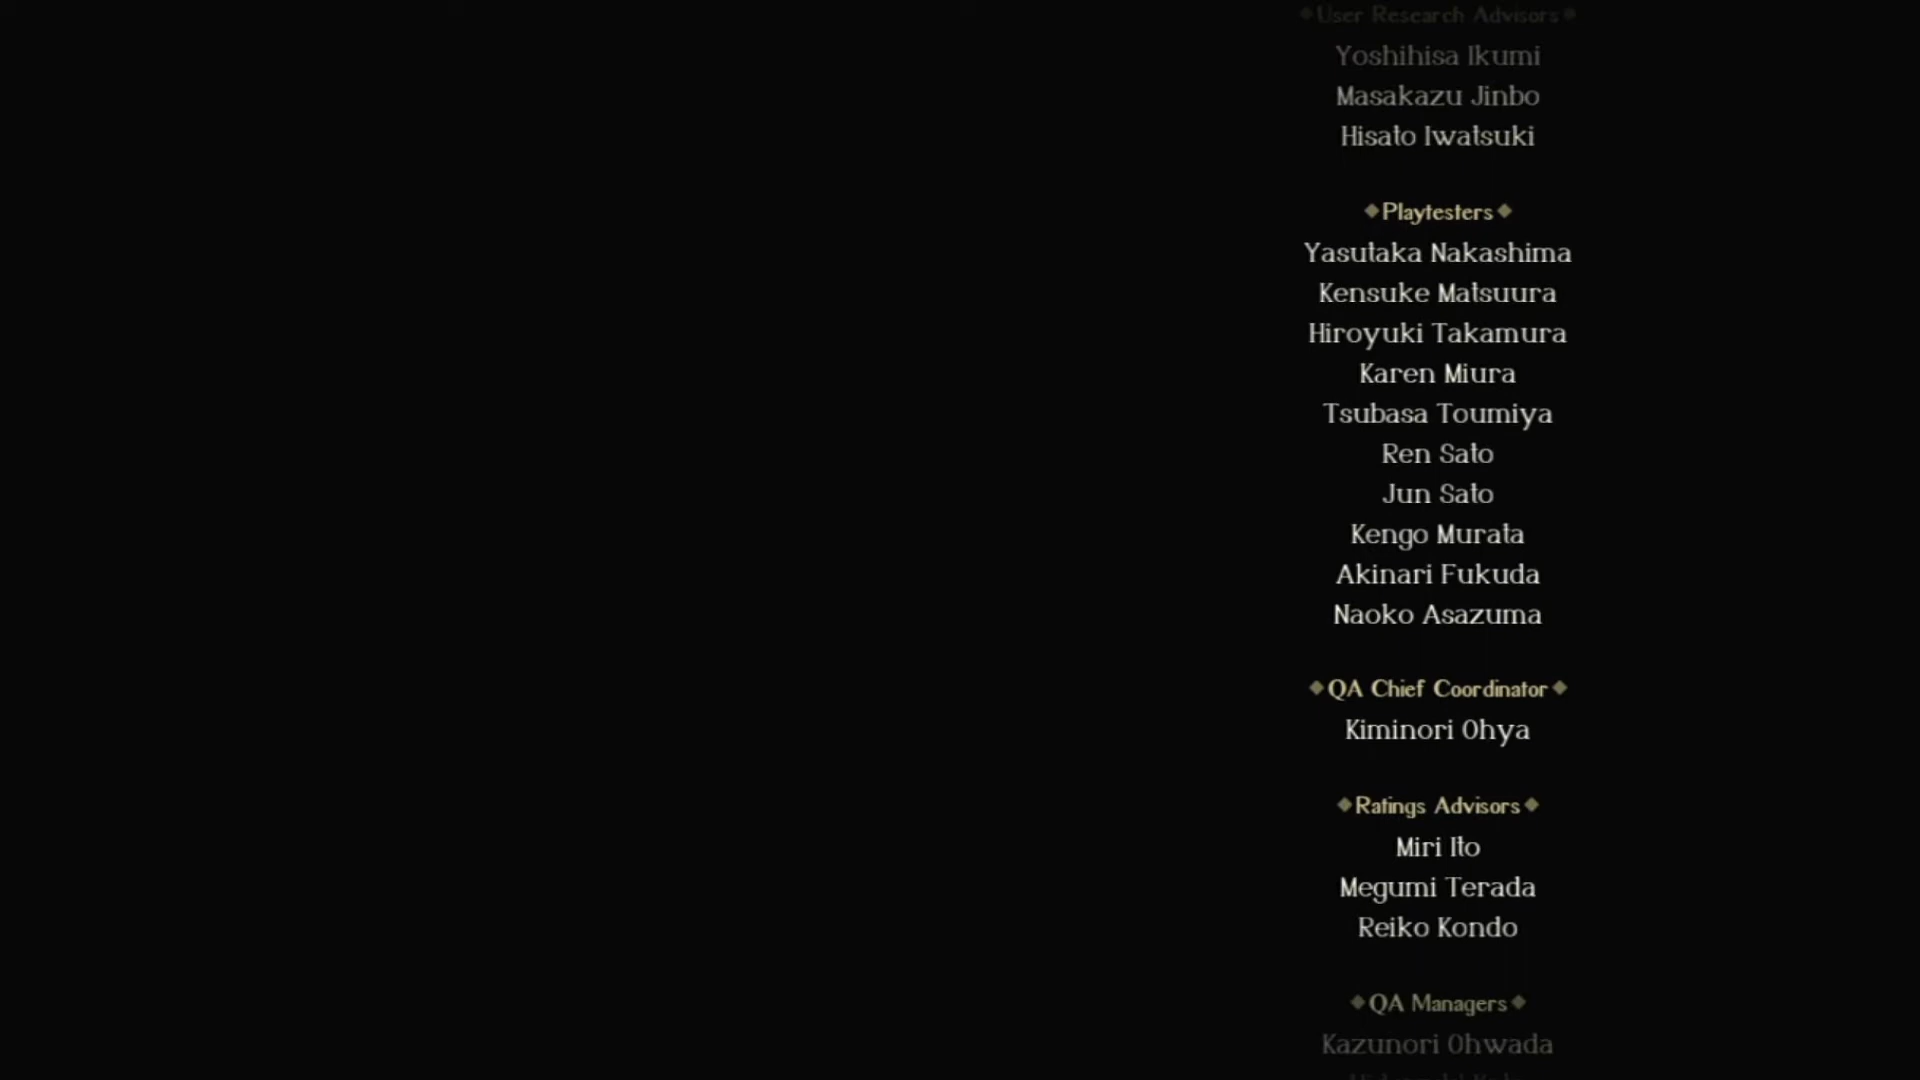 ◆User Research Advisors◆
Yoshihisa Ikumi
Masakazu Jinbo
Hisato Iwatsuki
◆Playtesters◆
Yasutaka Nakashima
Kensuke Matsuura
Hiroyuki Takamura
Karen Miura
Tsubasa Toumiya
Ren Sato
Jun Sato
Kengo Murata
Akinari Fukuda
Naoko Asazuma
◆QA Chief Coordinator◆
Kiminori Ohya
◆Ratings Advisors◆
Miri Ito
Megumi Terada
Reiko Kondo
◆QA Managers◆
Kazunori Ohwada